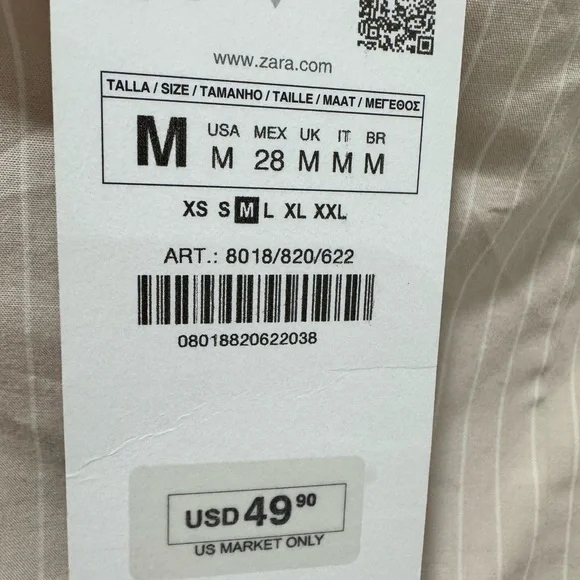 www.zara.com
TALLA / SIZE / TAMANHO / TAILLE / MAAT / ΜΕΓΕΘΟΣ
M
USA MEX UK IT BR
M 28 M M M
XS S M L XL XXL
ART.: 8018/820/622
08018820622038
USD 49 90
US MARKET ONLY